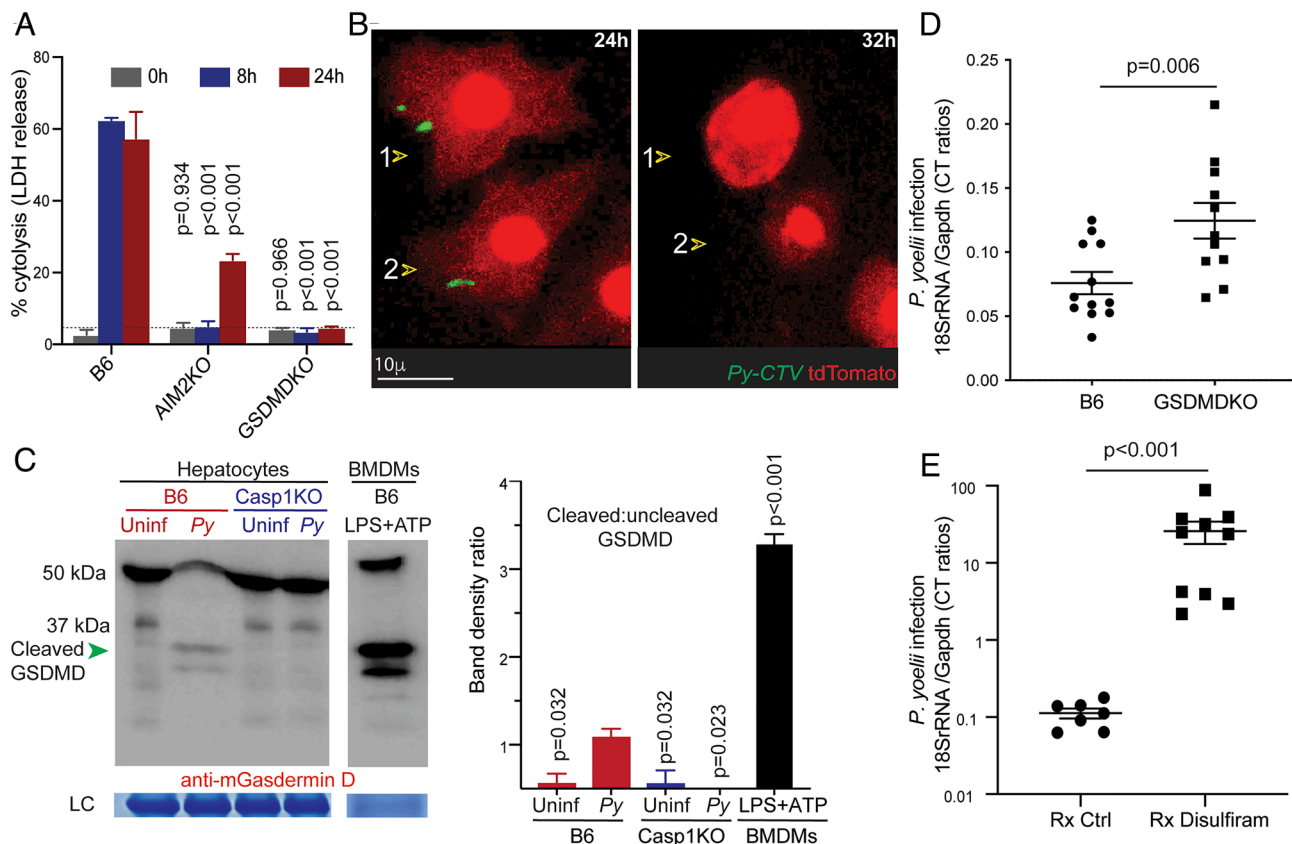 A
% cytolysis (LDH release)
80
60
40
20
0
0h
8h
24h
p=0.934
p<0.001
p<0.001
p=0.966
p<0.001
p<0.001
B6
AIM2KO
GSDMDKO
B
24h
1
2
10μ
32h
1
2
Py-CTV tdTomato
D
P. yoelii infection
18SrRNA /Gapdh (CT ratios)
p=0.006
0.25
0.20
0.15
0.10
0.05
0.00
B6
GSDMDKO
C
Hepatocytes
BMDMs
B6
Casp1KO
B6
Uninf
Py
Uninf
Py
LPS+ATP
50 kDa
37 kDa
Cleaved
GSDMD
anti-mGasdermin D
LC
Band density ratio
4
3
2
1
Cleaved:uncleaved
GSDMD
p=0.032
p=0.032
p=0.023
p<0.001
Uninf
Py
Uninf
Py
LPS+ATP
B6
Casp1KO
BMDMs
E
P. yoelii infection
18SrRNA /Gapdh (CT ratios)
p<0.001
100
10
1
0.1
0.01
Rx Ctrl
Rx Disulfiram